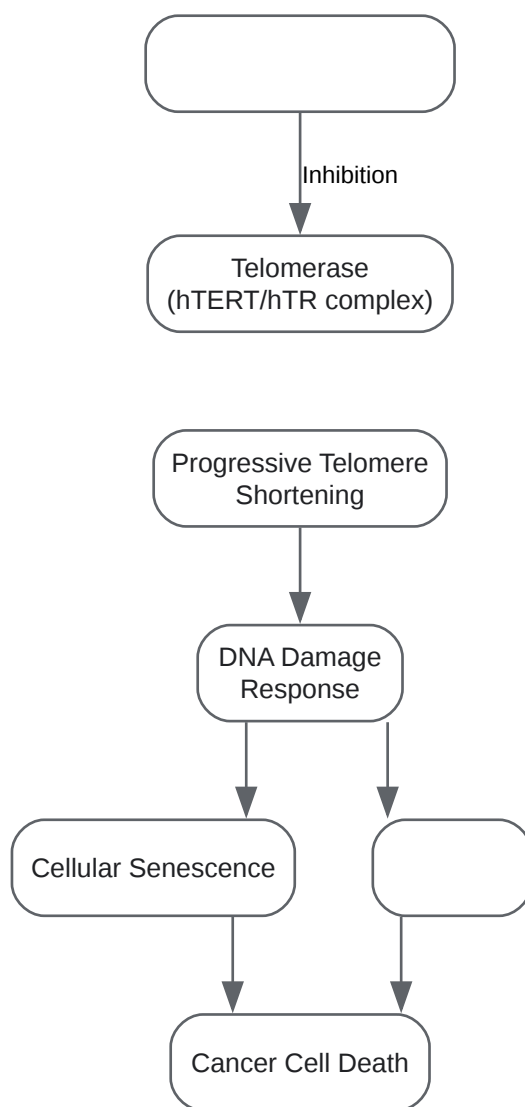 Inhibition
Telomerase
(hTERT/hTR complex)
Progressive Telomere
Shortening
DNA Damage
Response
Cellular Senescence
Cancer Cell Death